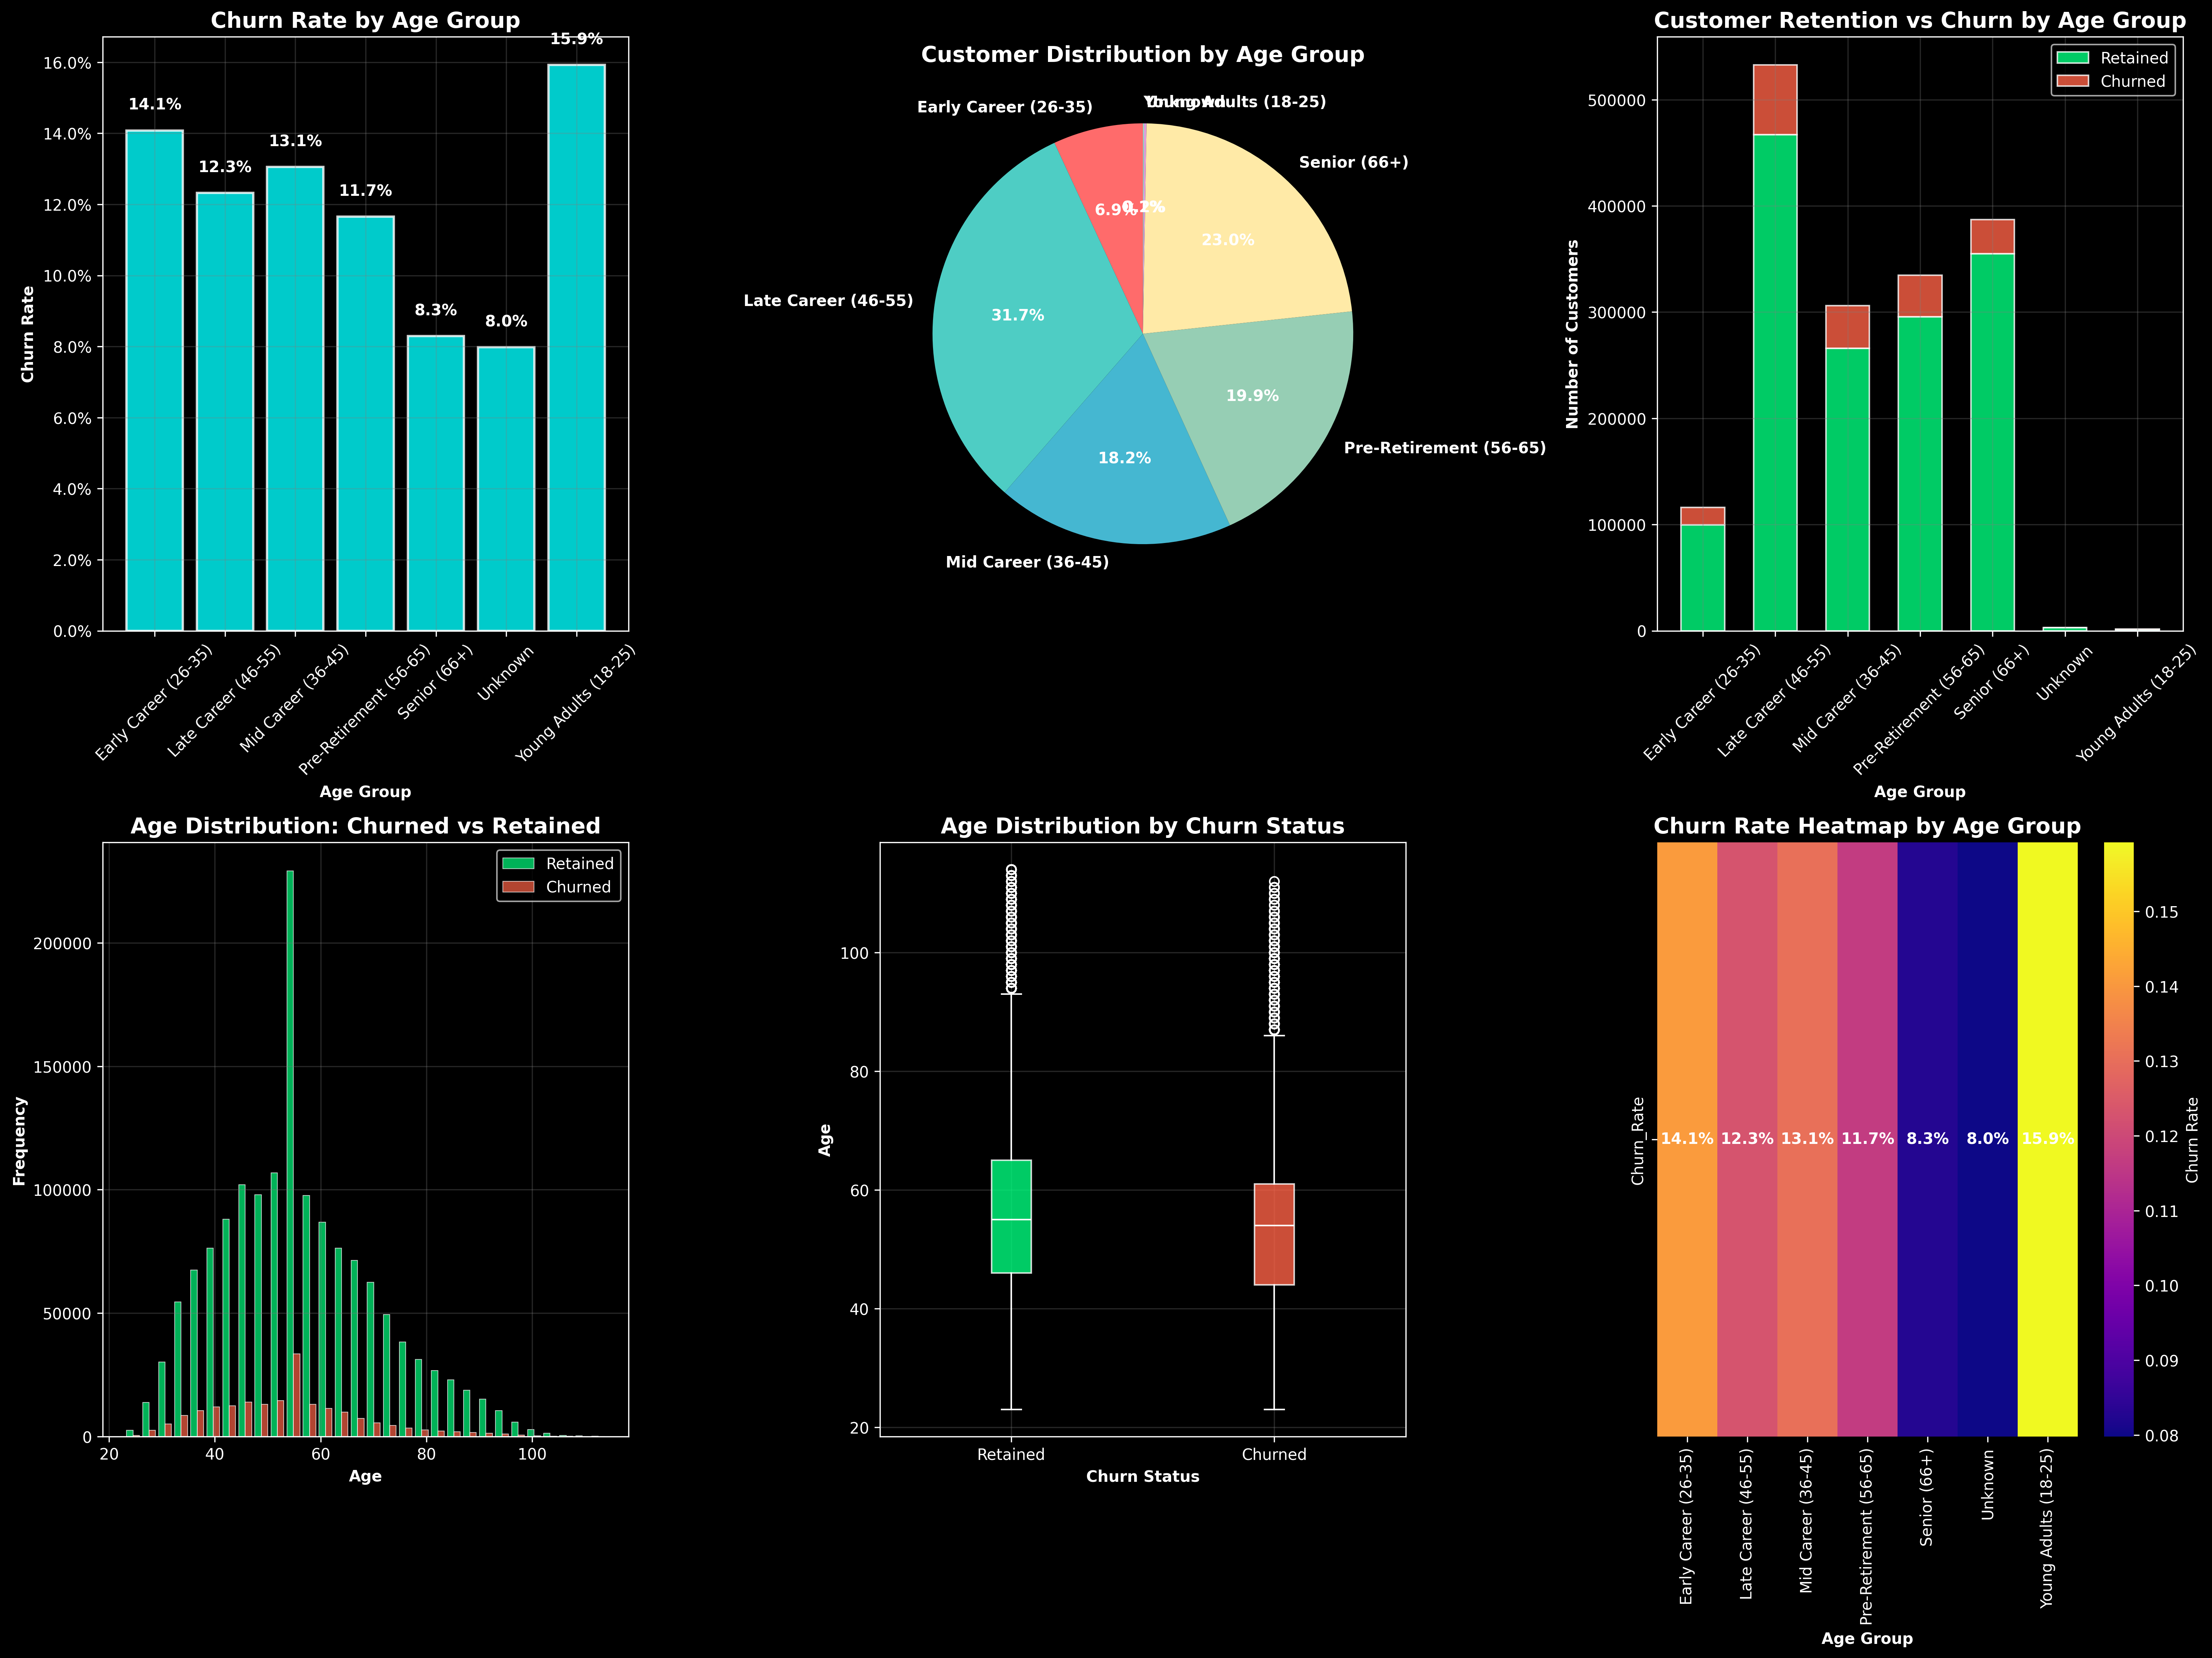 Churn Rate by Age Group
Churn Rate
16.0%
14.0%
12.0%
10.0%
8.0%
6.0%
4.0%
2.0%
0.0%
14.1%
12.3%
13.1%
11.7%
8.3%
8.0%
15.9%
Early Career (26-35)
Late Career (46-55)
Mid Career (36-45)
Pre-Retirement (56-65)
Senior (66+)
Unknown
Young Adults (18-25)
Age Group
Customer Distribution by Age Group
Early Career (26-35)
Unknown
Young Adults (18-25)
Senior (66+)
Late Career (46-55)
Pre-Retirement (56-65)
Mid Career (36-45)
6.9%
23.0%
31.7%
19.9%
18.2%
Customer Retention vs Churn by Age Group
Retained
Churned
Number of Customers
500000
400000
300000
200000
100000
0
Early Career (26-35)
Late Career (46-55)
Mid Career (36-45)
Pre-Retirement (56-65)
Senior (66+)
Unknown
Young Adults (18-25)
Age Group
Age Distribution: Churned vs Retained
Retained
Churned
Frequency
200000
150000
100000
50000
0
20
40
60
80
100
Age
Age Distribution by Churn Status
Age
100
80
60
40
20
Retained
Churned
Churn Status
Churn Rate Heatmap by Age Group
Churn_Rate
14.1%
12.3%
13.1%
11.7%
8.3%
8.0%
15.9%
0.15
0.14
0.13
0.12
0.11
0.10
0.09
0.08
Churn Rate
Early Career (26-35)
Late Career (46-55)
Mid Career (36-45)
Pre-Retirement (56-65)
Senior (66+)
Unknown
Young Adults (18-25)
Age Group